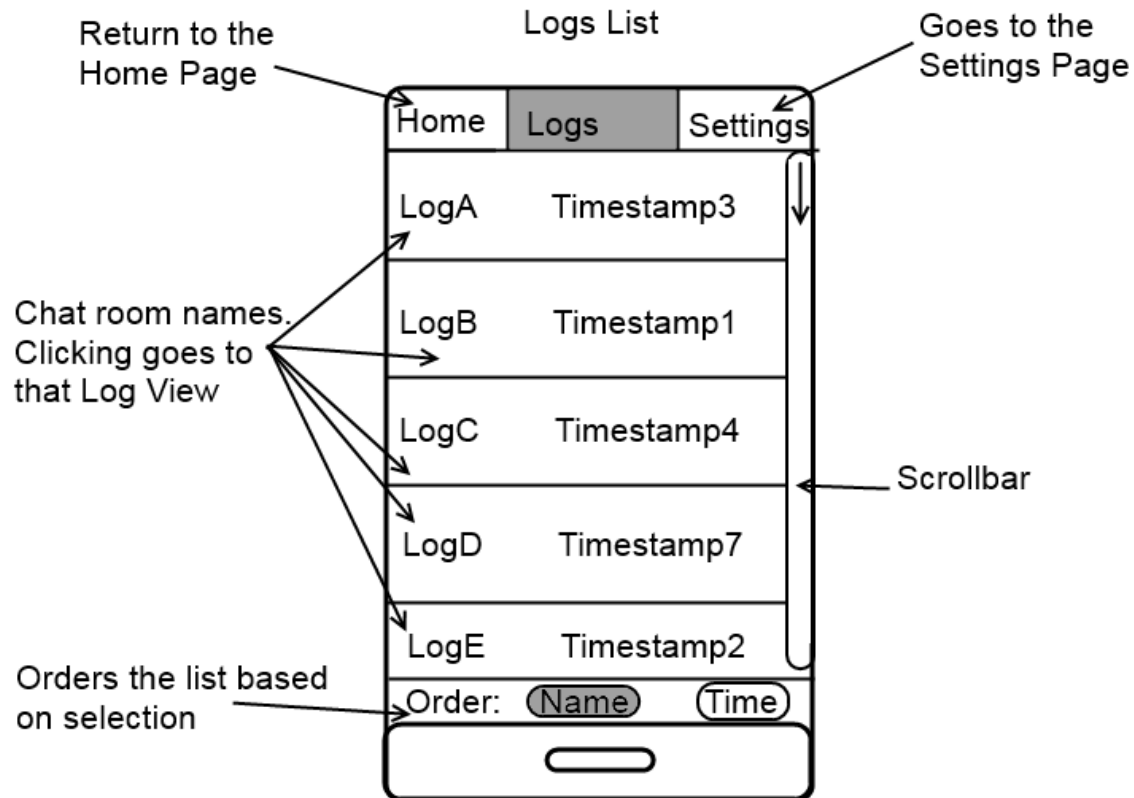 Logs List
Return to the
Home Page
Goes to the
Settings Page
Home Logs Settings
LogA Timestamp3
LogB Timestamp1
LogC Timestamp4
LogD Timestamp7
LogE Timestamp2
Order: Name Time
Chat room names.
Clicking goes to
that Log View
Scrollbar
Orders the list based
on selection